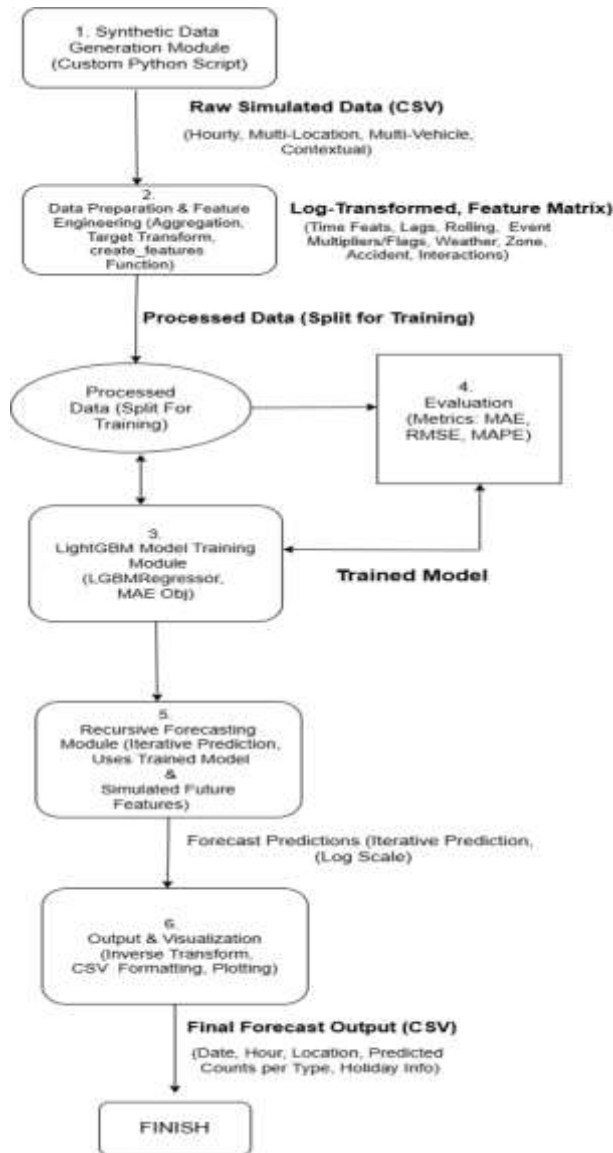 1. Synthetic Data
Generation Module
(Custom Python Script)
Raw Simulated Data (CSV)
(Hourly, Multi-Location, Multi-Vehicle,
Contextual)
2.
Data Preparation & Feature
Engineering (Aggregation,
Target Transform,
create_features
Function)
Log-Transformed, Feature Matrix)
(Time Feats, Lags, Rolling, Event
Multipliers/Flags, Weather, Zone,
Accident, Interactions)
Processed Data (Split for Training)
Processed
Data (Split For
Training)
4.
Evaluation
(Metrics: MAE,
RMSE, MAPE)
3.
LightGBM Model Training
Module
(LGBMRegressor,
MAE Obj)
Trained Model
5.
Recursive Forecasting
Module (Iterative Prediction,
Uses Trained Model
&
Simulated Future
Features)
Forecast Predictions (Iterative Prediction,
(Log Scale)
6.
Output & Visualization
(Inverse Transform,
CSV Formatting, Plotting)
Final Forecast Output (CSV)
(Date, Hour, Location, Predicted
Counts per Type, Holiday Info)
FINISH